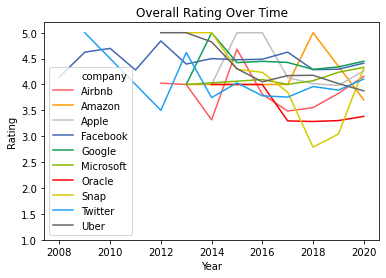 Overall Rating Over Time
Rating
5.0
4.5
4.0
3.5
3.0
2.5
2.0
1.5
1.0
company
Airbnb
Amazon
Apple
Facebook
Google
Microsoft
Oracle
Snap
Twitter
Uber
2008 2010 2012 2014 2016 2018 2020
Year